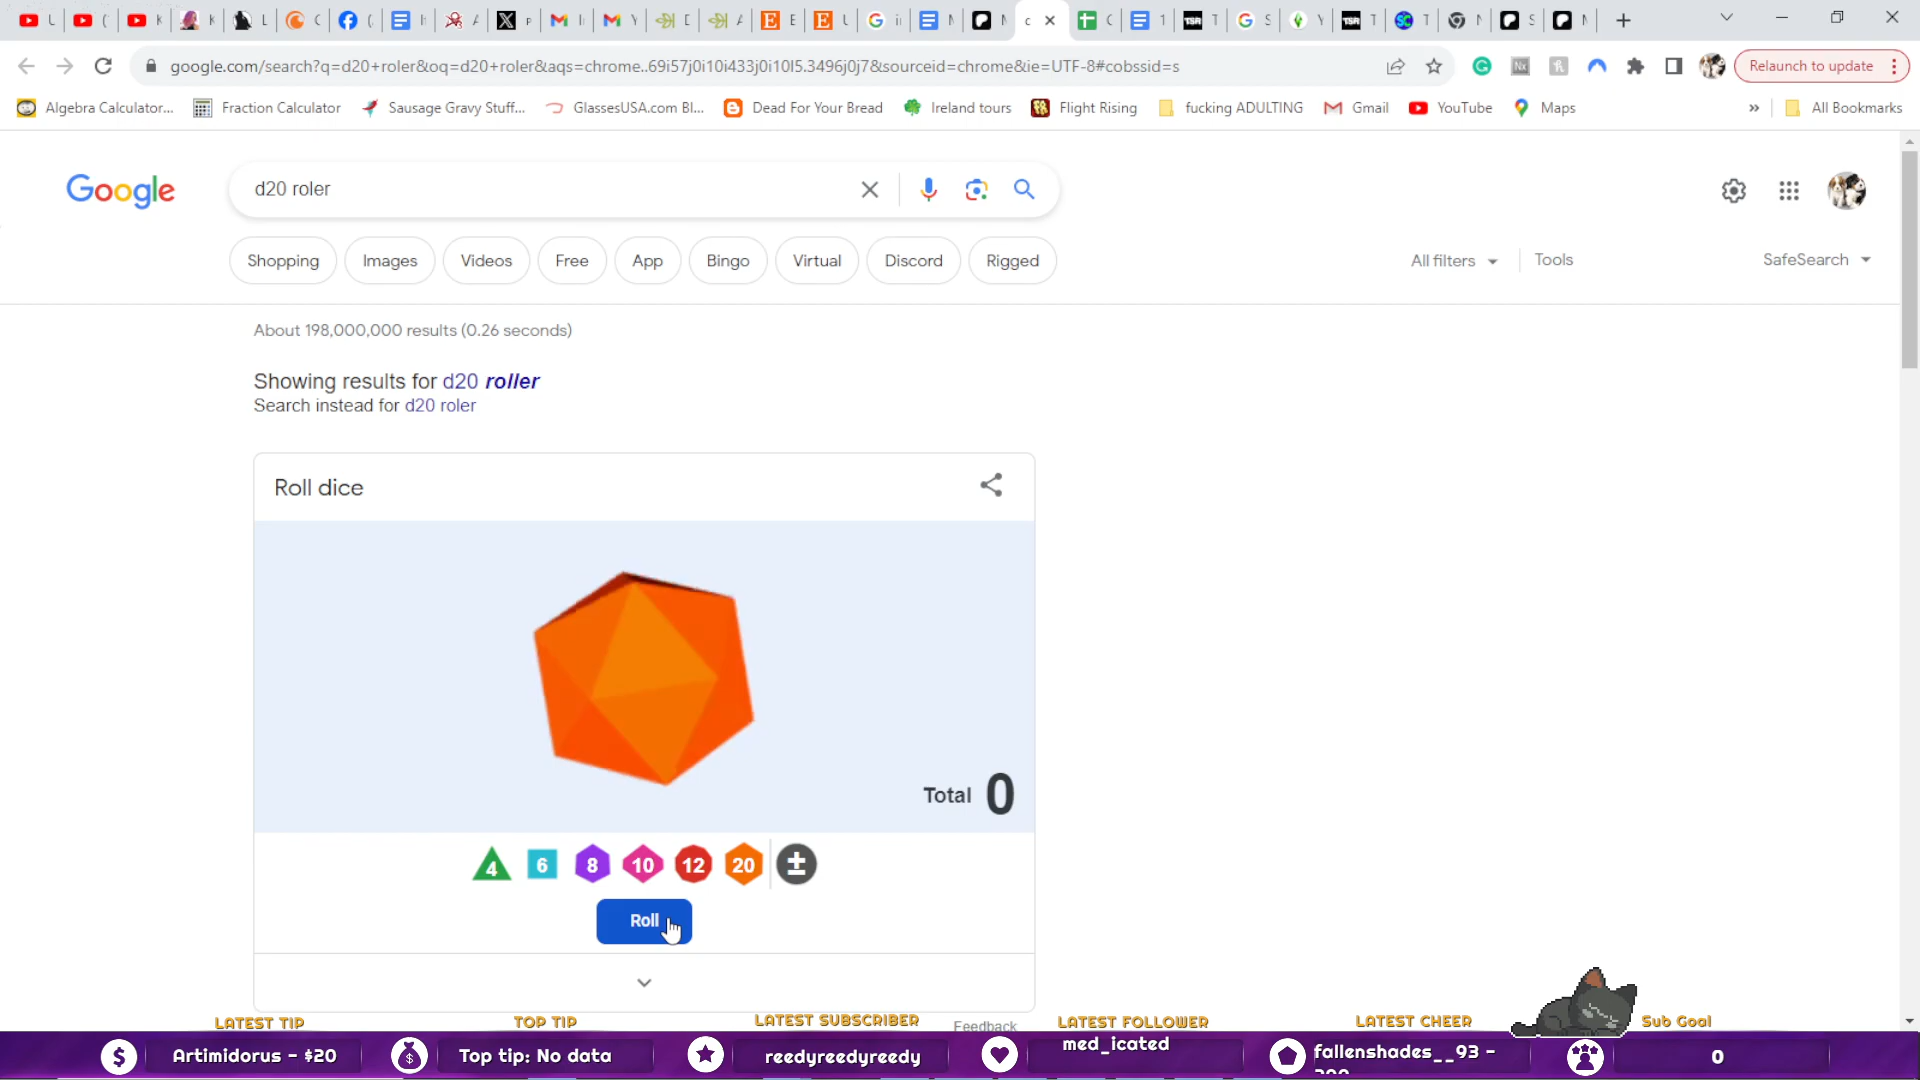 google.com/search?q=d20+roler&oq=d20+roler&aqs=chrome..69i57j0i10i433j0i10l5.3496j0j7&sourceid=chrome&ie=UTF-8#cobssid=s
Relaunch to update
Algebra Calculator...
Fraction Calculator
Sausage Gravy Stuff...
GlassesUSA.com Bl...
Dead For Your Bread
Ireland tours
Flight Rising
fucking ADULTING
Gmail
YouTube
Maps
»
All Bookmarks
Google
d20 roler
Shopping
Images
Videos
Free
App
Bingo
Virtual
Discord
Rigged
All filters
Tools
SafeSearch
About 198,000,000 results (0.26 seconds)
Showing results for d20 roller
Search instead for d20 roler
Roll dice
Total 0
4 6 8 10 12 20 ±
Roll
Feedback
LATEST TIP
TOP TIP
LATEST SUBSCRIBER
LATEST FOLLOWER
LATEST CHEER
Sub Goal
Artimidorus - $20
Top tip: No data
reedyreedyreedy
med_icated
fallenshades__93 -
0